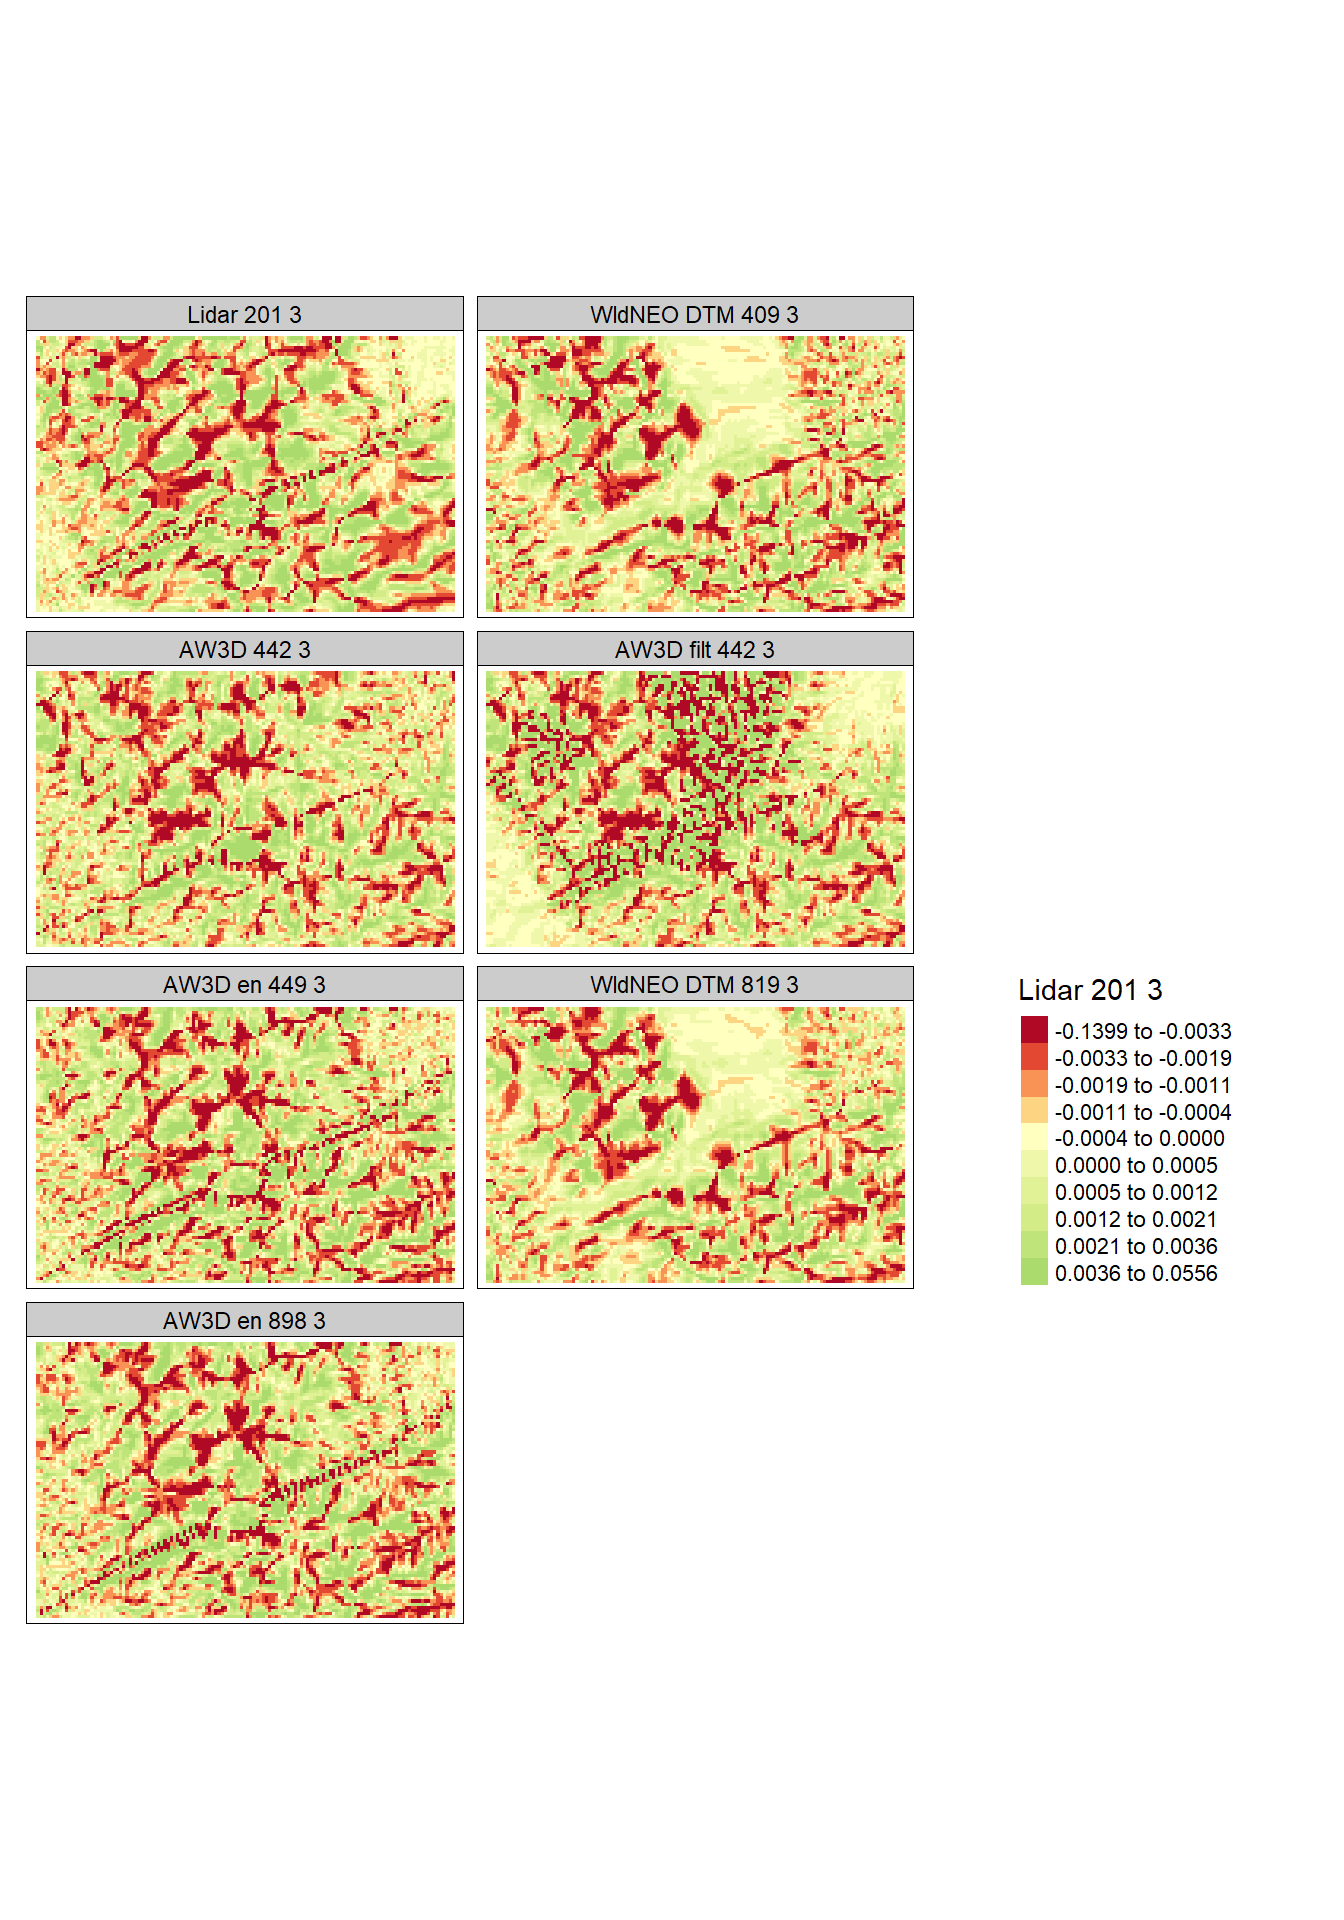 Lidar 201 3
WldNEO DTM 409 3
AW3D 442 3
AW3D filt 442 3
AW3D en 449 3
WldNEO DTM 819 3
AW3D en 898 3
Lidar 201 3
-0.1399 to -0.0033
-0.0033 to -0.0019
-0.0019 to -0.0011
-0.0011 to -0.0004
-0.0004 to 0.0000
0.0000 to 0.0005
0.0005 to 0.0012
0.0012 to 0.0021
0.0021 to 0.0036
0.0036 to 0.0556